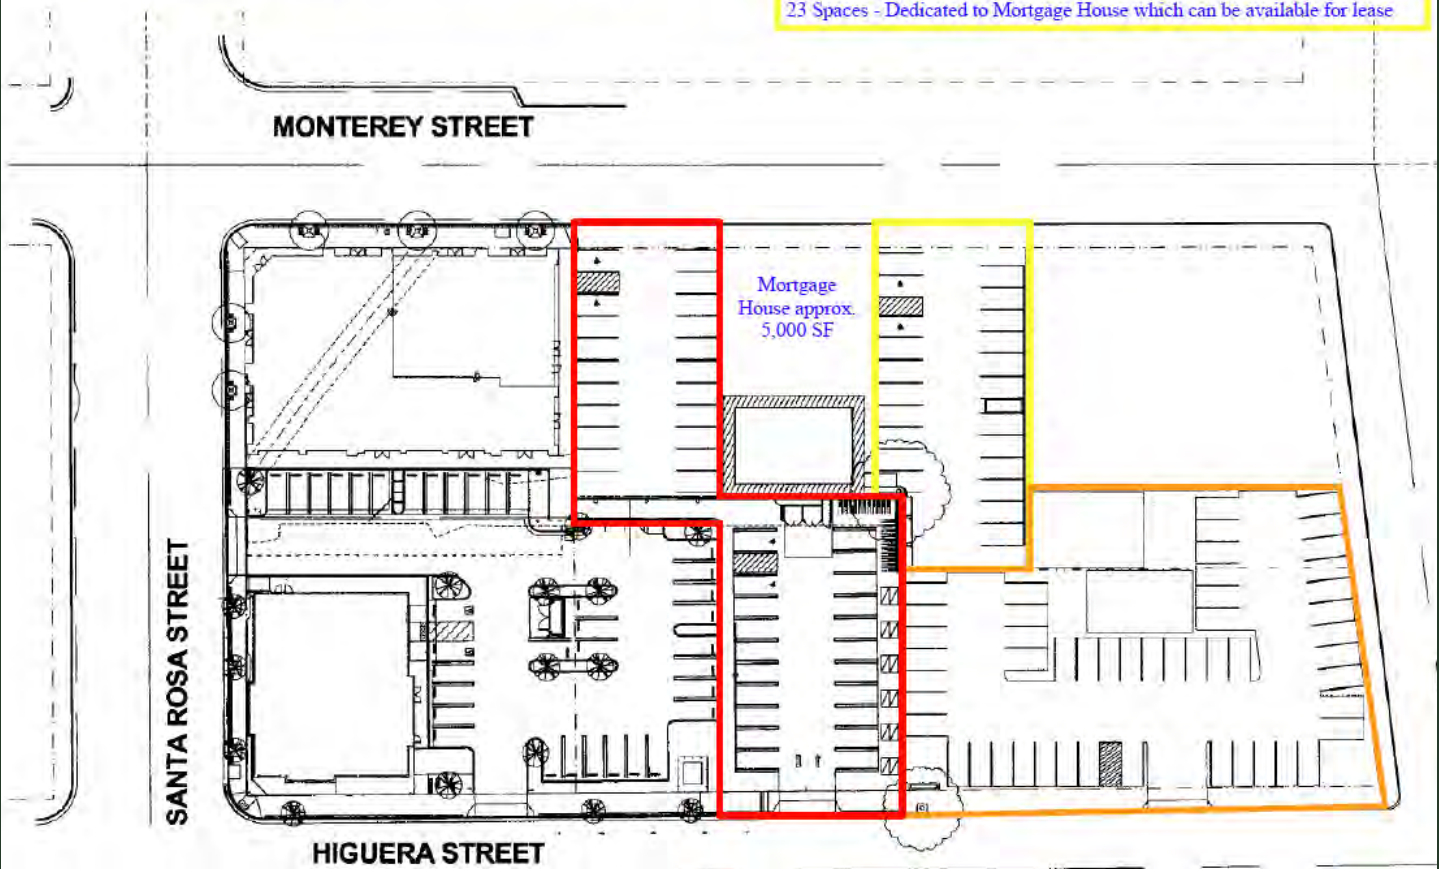 23 Spaces - Dedicated to Mortgage House which can be available for lease
MONTEREY STREET
Mortgage
House approx.
5,000 SF
SANTA ROSA STREET
HIGUERA STREET